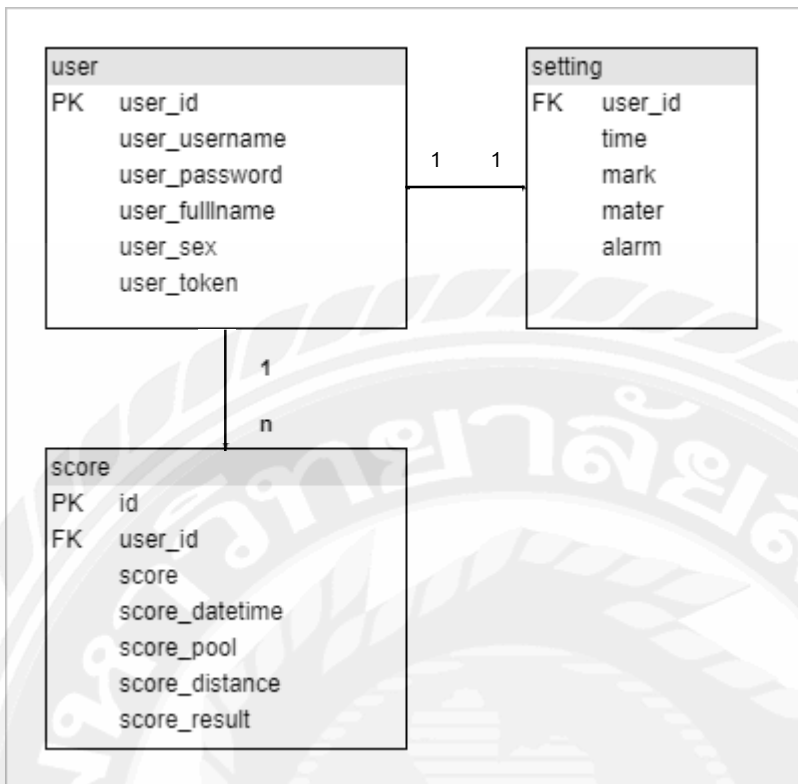 user
PK user_id
user_username
user_password
user_fulllname
user_sex
user_token
1 1
setting
FK user_id
time
mark
mater
alarm
1
n
score
PK id
FK user_id
score
score_datetime
score_pool
score_distance
score_result